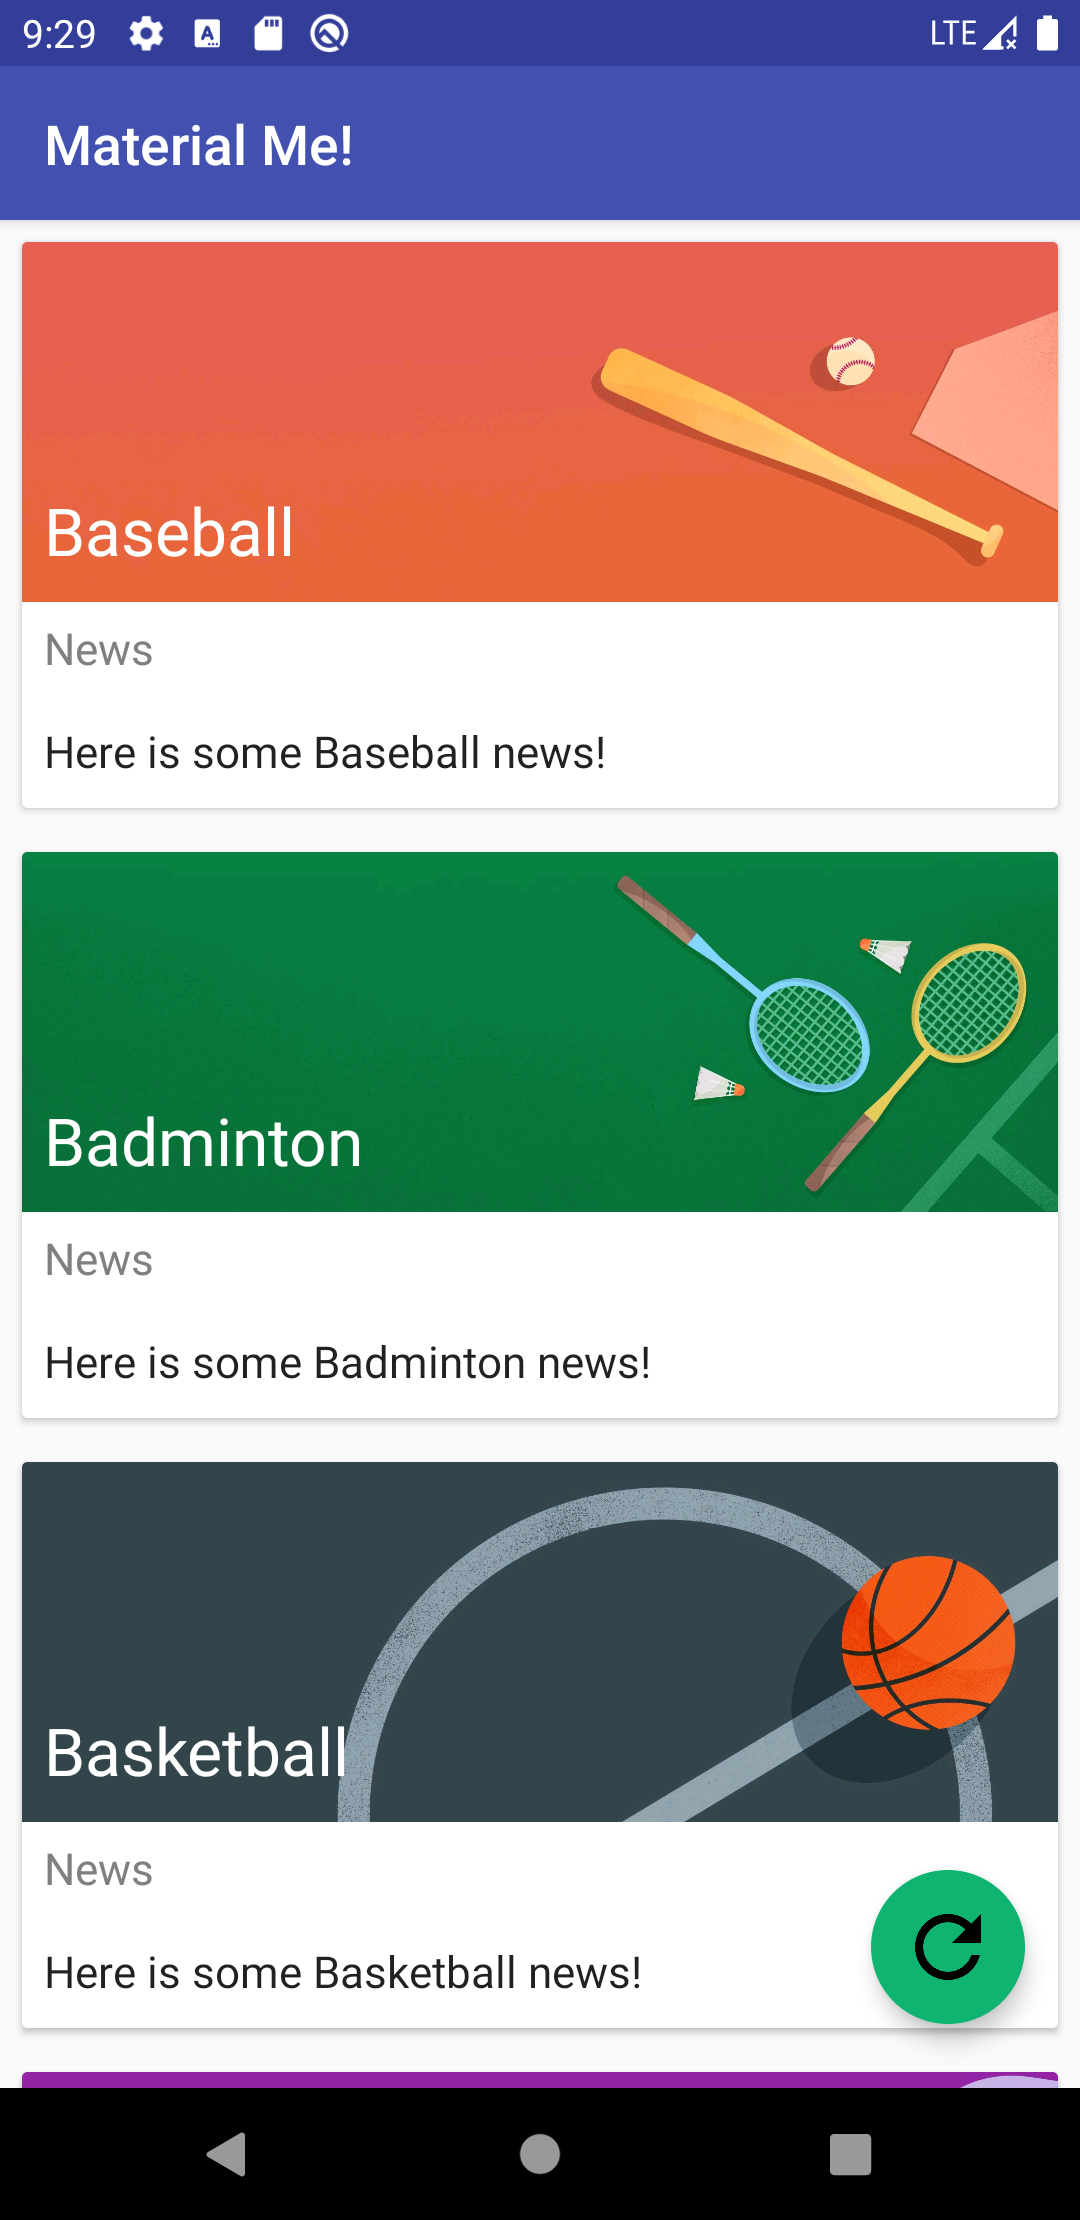 9:29
LTE
Material Me!
Baseball
News
Here is some Baseball news!
Badminton
News
Here is some Badminton news!
Basketball
News
Here is some Basketball news!